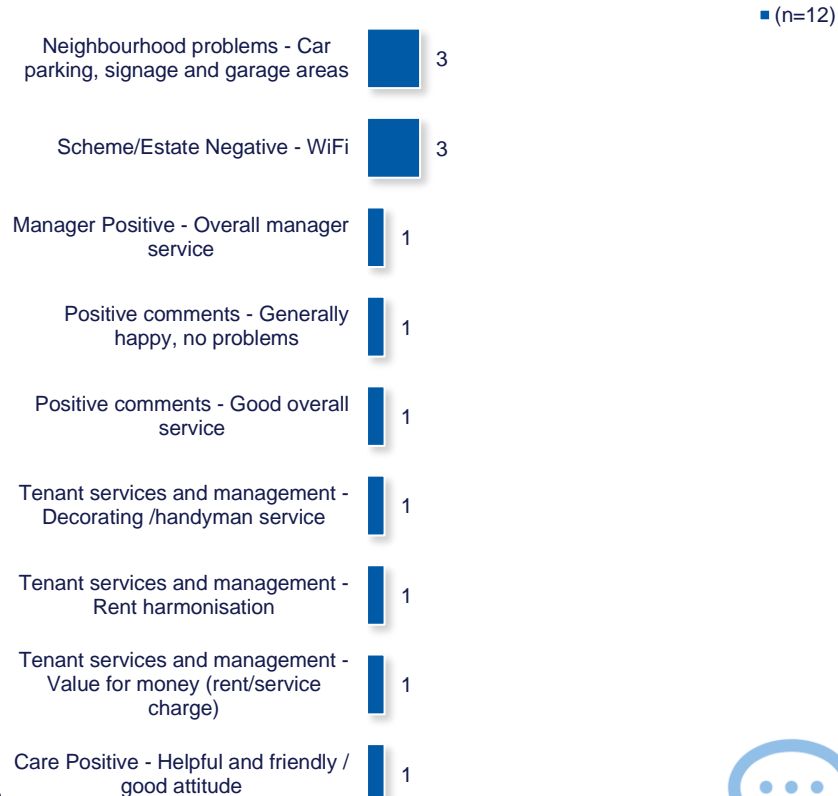 (n=12)
Neighbourhood problems - Car
parking, signage and garage areas
3
Scheme/Estate Negative - WiFi
3
Manager Positive - Overall manager
service
1
Positive comments - Generally
happy, no problems
1
Positive comments - Good overall
service
1
Tenant services and management -
Decorating /handyman service
1
Tenant services and management -
Rent harmonisation
1
Tenant services and management -
Value for money (rent/service
charge)
1
Care Positive - Helpful and friendly /
good attitude
1